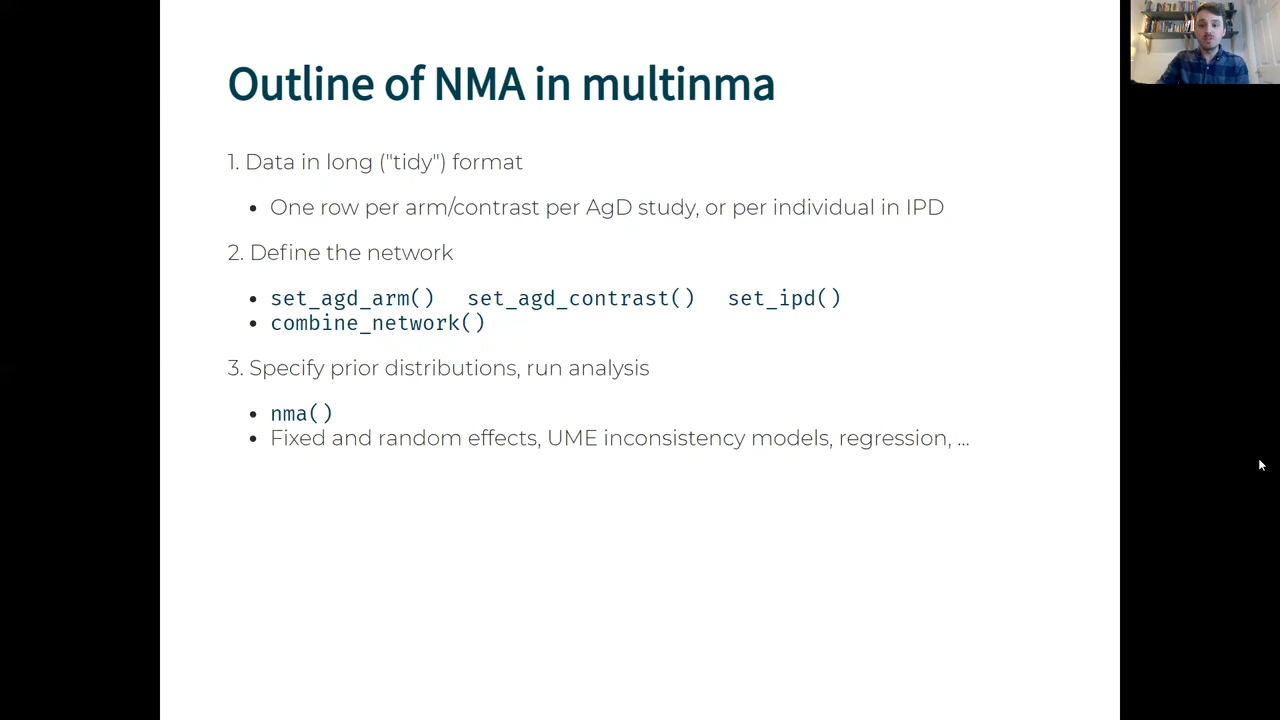 Outline of NMA in multinma
1. Data in long ("tidy") format
• One row per arm/contrast per AgD study, or per individual in IPD
2. Define the network
• set_agd_arm() set_agd_contrast() set_ipd()
• combine_network()
3. Specify prior distributions, run analysis
• nma()
• Fixed and random effects, UME inconsistency models, regression, ...